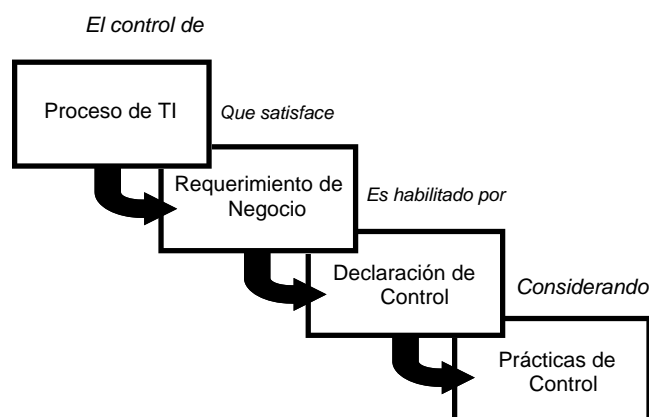 El control de
Proceso de TI
Que satisface
Requerimiento de
Negocio
Es habilitado por
Declaración de
Control
Considerando
Prácticas de
Control